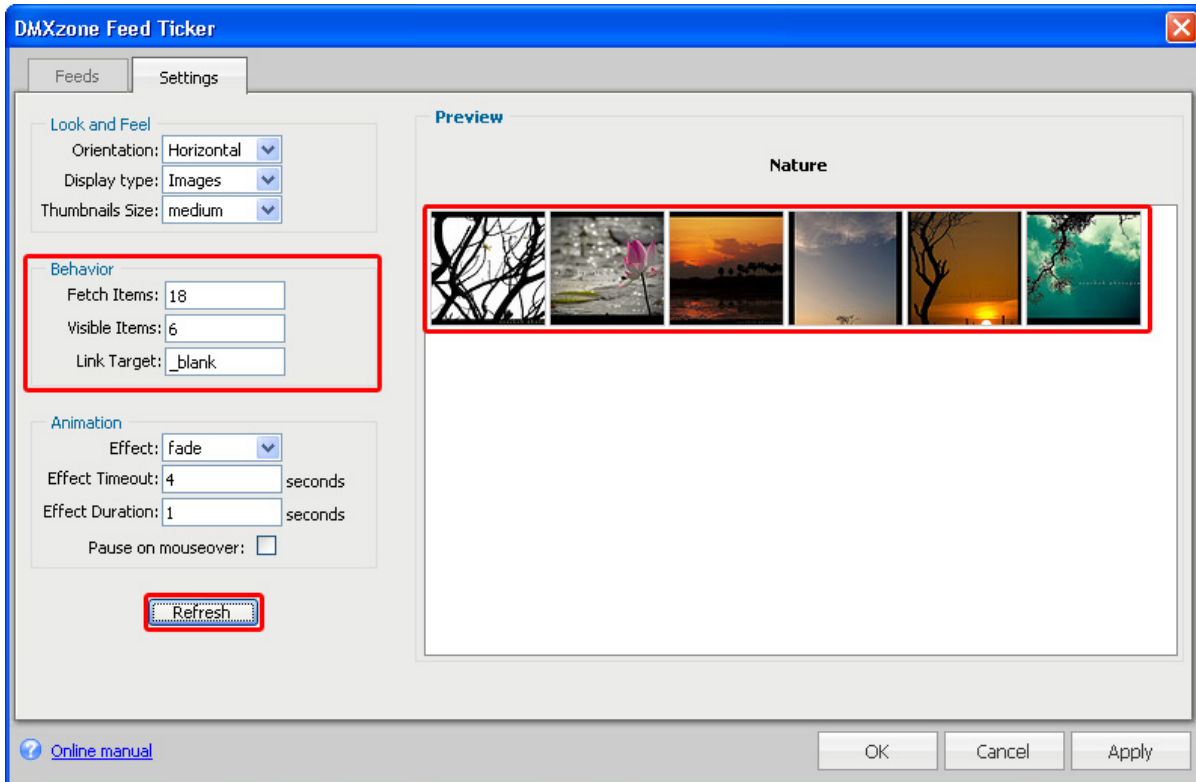 DMXzone Feed Ticker
Feeds
Settings
Look and Feel
Orientation: Horizontal
Display type: Images
Thumbnails Size: medium
Behavior
Fetch Items: 18
Visible Items: 6
Link Target: _blank
Animation
Effect: fade
Effect Timeout: 4 seconds
Effect Duration: 1 seconds
Pause on mouseover:
Refresh
Preview
Nature
Online manual
OK
Cancel
Apply